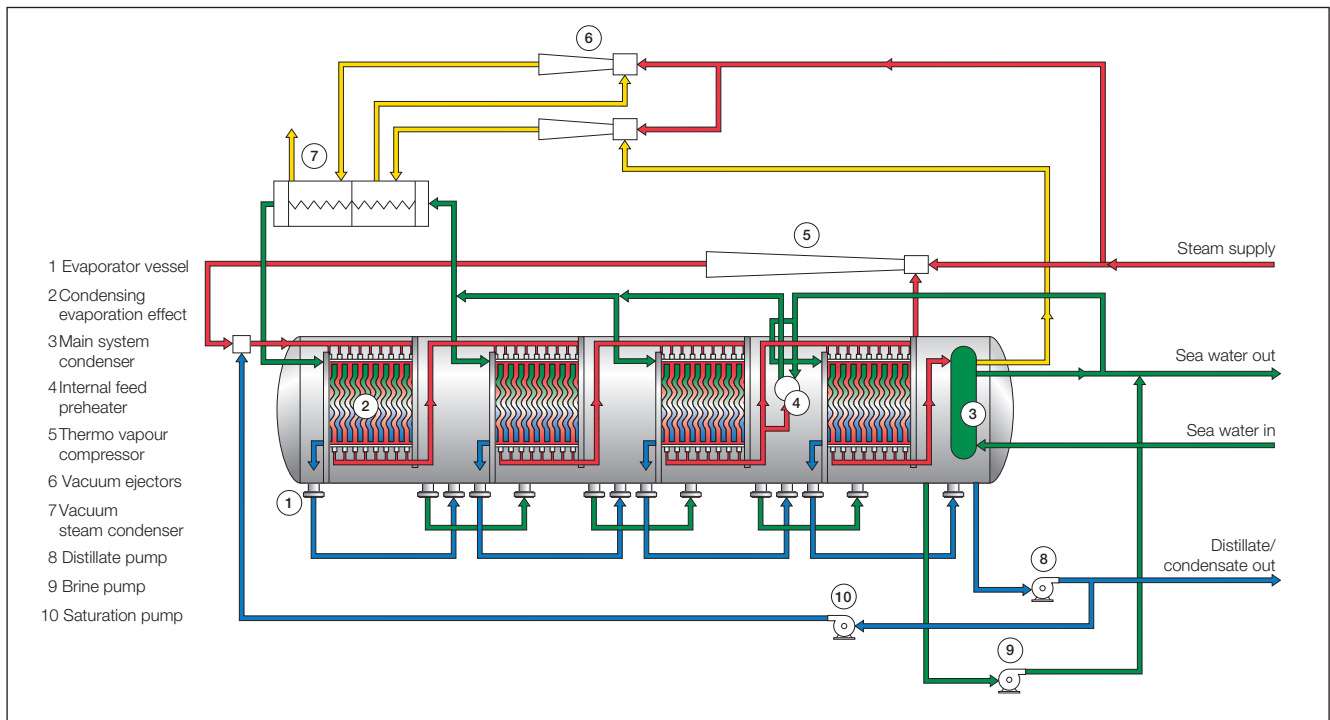 6
7
5
Steam supply
1 Evaporator vessel
2 Condensing
evaporation effect
3 Main system
condenser
4 Internal feed
preheater
5 Thermo vapour
compressor
6 Vacuum ejectors
7 Vacuum
steam condenser
8 Distillate pump
9 Brine pump
10 Saturation pump
Sea water out
2
4
3
Sea water in
1
Distillate/
condensate out
8
10
9